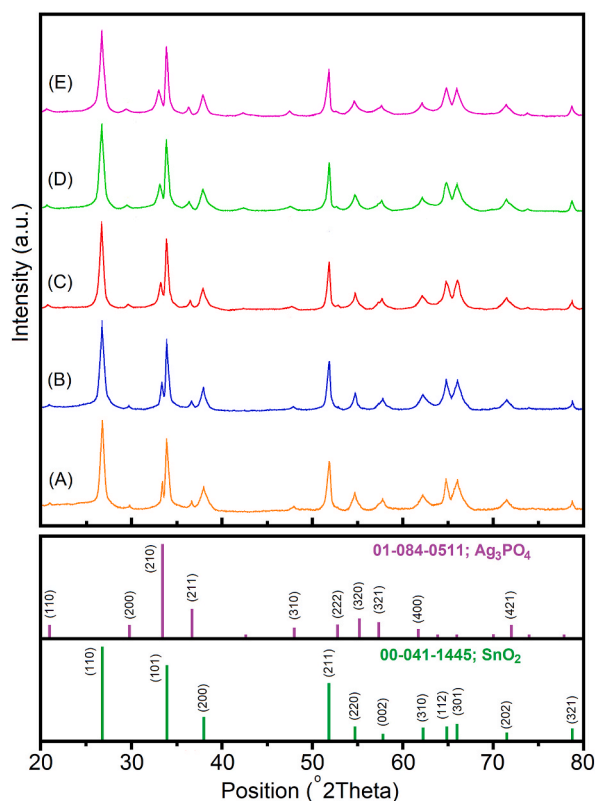 Intensity (a.u.)
(E)
(D)
(C)
(B)
(A)
01-084-0511; Ag₃PO₄
(110)
(200)
(210)
(211)
(310)
(222)
(320)
(321)
(400)
(421)
00-041-1445; SnO₂
(110)
(101)
(200)
(211)
(220)
(002)
(310)
(112)
(301)
(202)
(321)
20 30 40 50 60 70 80
Position (°2Theta)